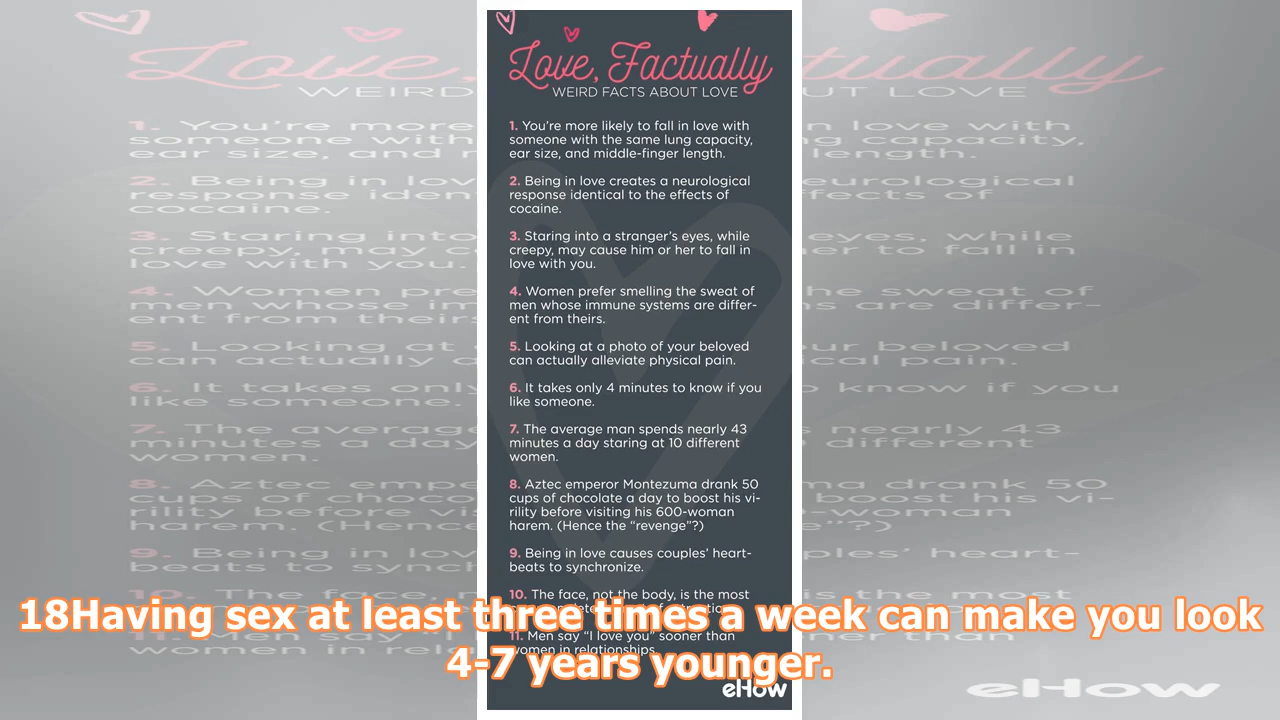 Love, Factually
WEIRD FACTS ABOUT LOVE
1. You're more likely to fall in love with
someone with the same lung capacity,
ear size, and middle-finger length.
2. Being in love creates a neurological
response identical to the effects of
cocaine.
3. Staring into a stranger's eyes, while
creepy, may cause him or her to fall in
love with you.
4. Women prefer smelling the sweat of
men whose immune systems are differ-
ent from theirs.
5. Looking at a photo of your beloved
can actually alleviate physical pain.
6. It takes only 4 minutes to know if you
like someone.
7. The average man spends nearly 43
minutes a day staring at 10 different
women.
8. Aztec emperor Montezuma drank 50
cups of chocolate a day to boost his vi-
rility before visiting his 600-woman
harem. (Hence the “revenge”?)
9. Being in love causes couples' heart-
beats to synchronize.
10. The face, not the body, is the most
18Having sex at least three times a week can make you look
11. Men say “I love you” sooner than
women in relationships.
4-7 years younger.
eHow